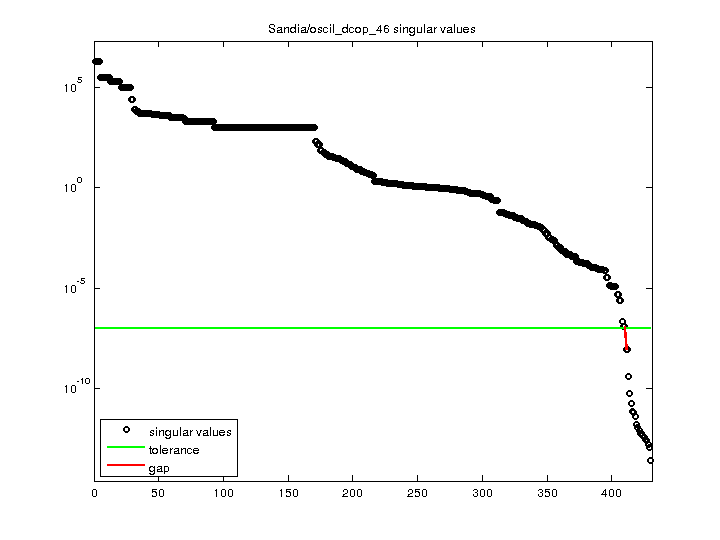 Sandia/oscil_dcop_46 singular values
10^5
10^0
10^-5
10^-10
singular values
tolerance
gap
0 50 100 150 200 250 300 350 400